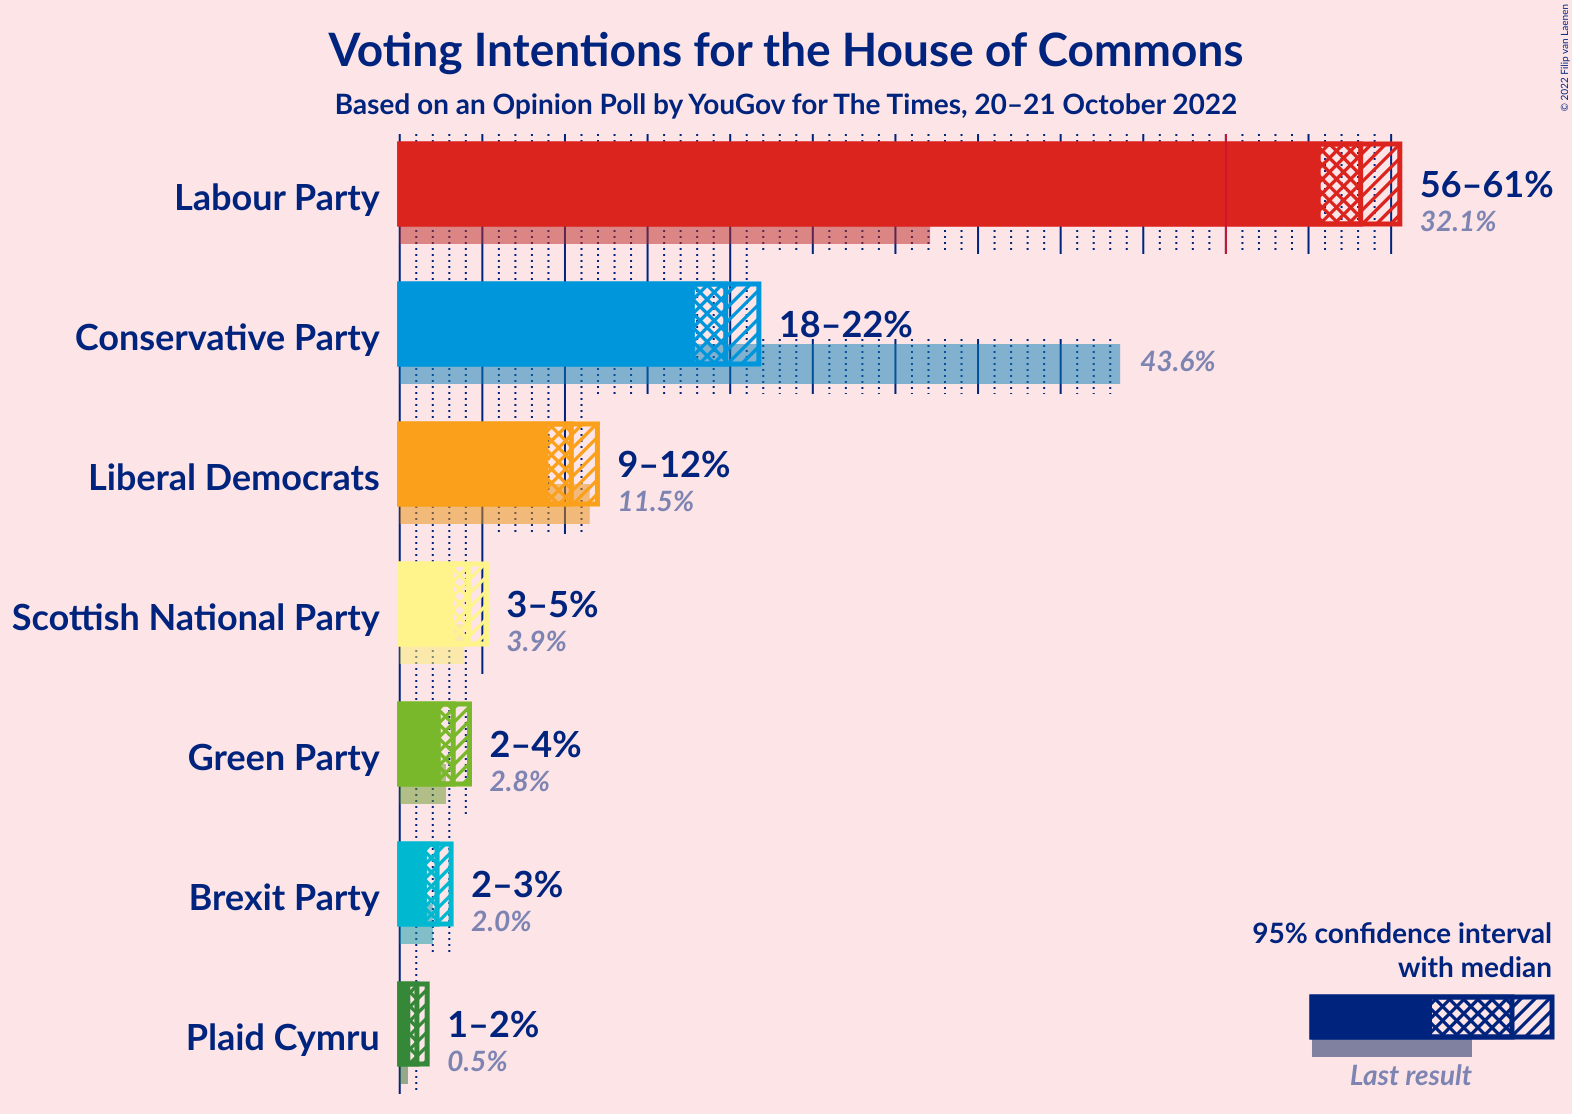 Voting Intentions for the House of Commons
Based on an Opinion Poll by YouGov for The Times, 20–21 October 2022
© 2022 Filip van Laenen
Labour Party
56–61%
32.1%
Conservative Party
18–22%
43.6%
Liberal Democrats
9–12%
11.5%
Scottish National Party
3–5%
3.9%
Green Party
2–4%
2.8%
Brexit Party
2–3%
2.0%
Plaid Cymru
1–2%
0.5%
95% confidence interval
with median
Last result